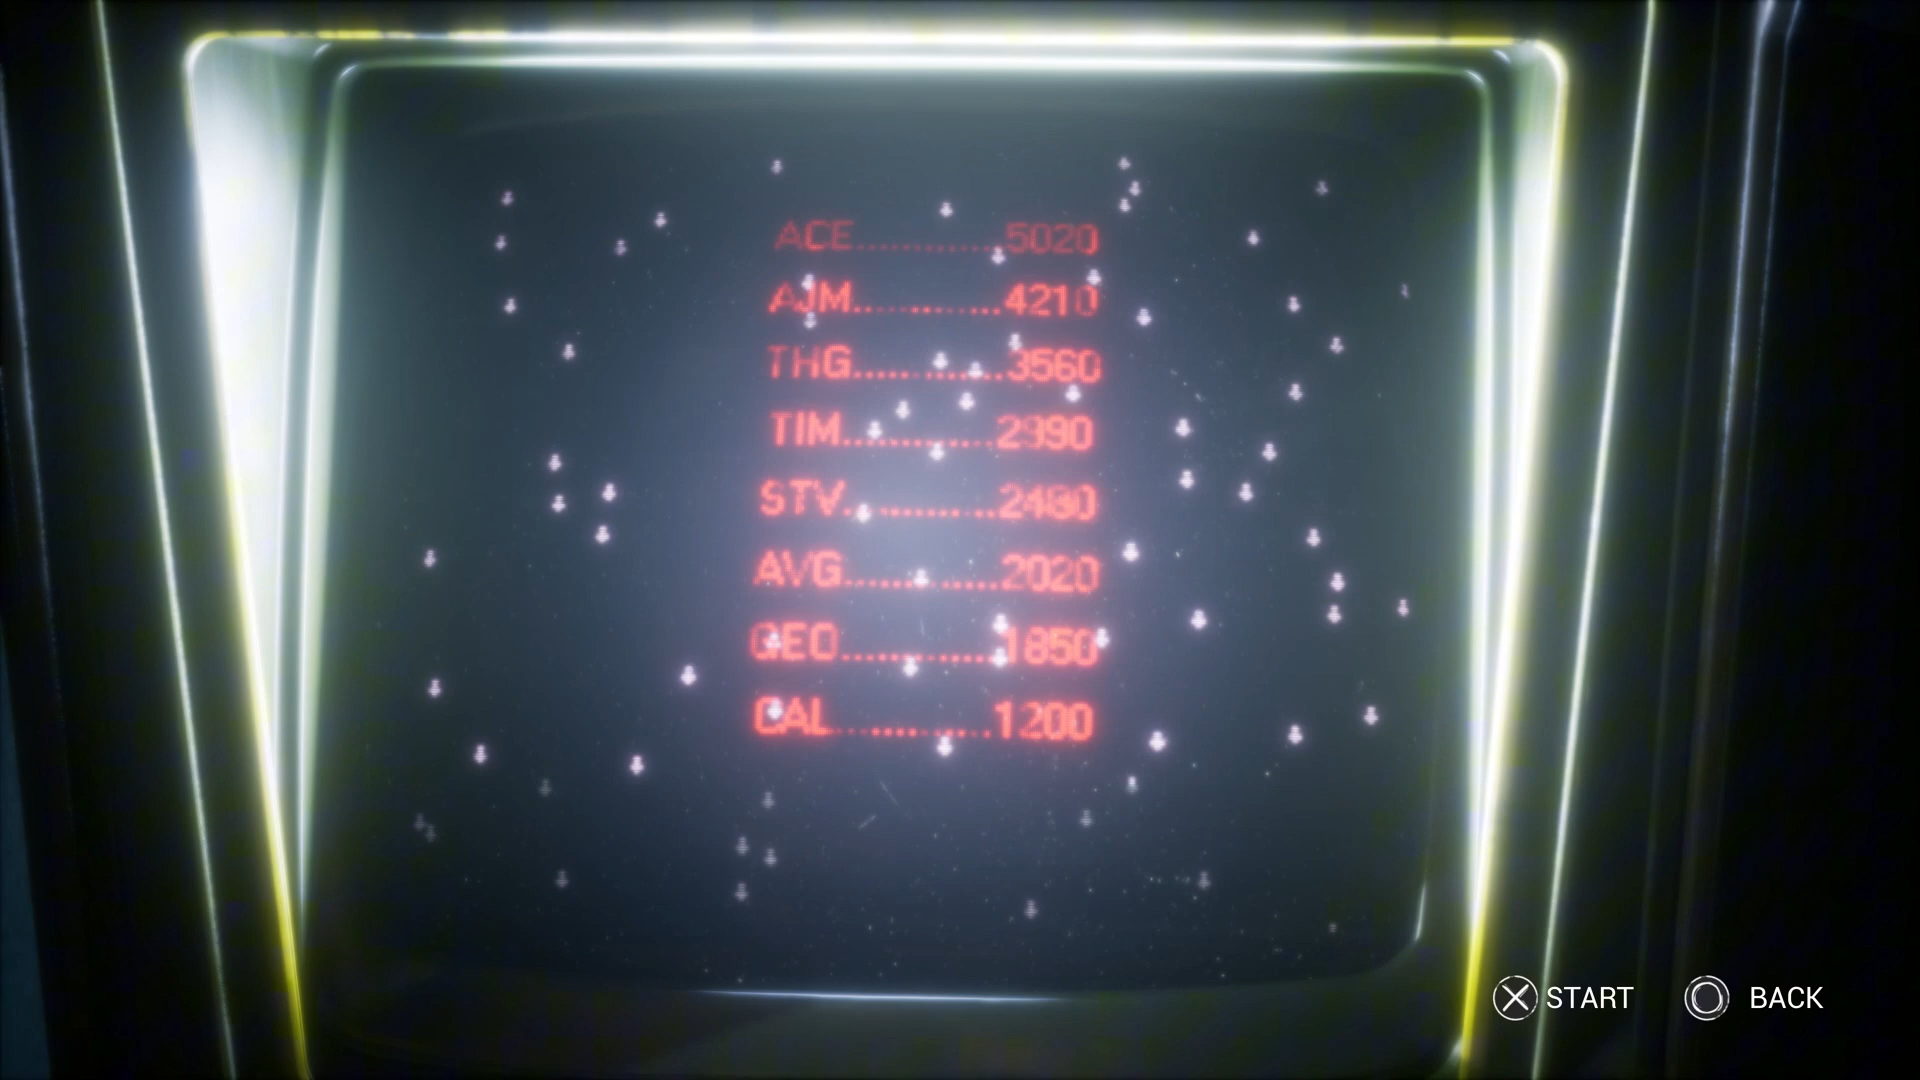 ACE..............5020
AJM..............4210
THG..............3560
TIM..............2990
STV..............2480
AVG..............2020
GEO..............1850
CAL..............1200
START
BACK